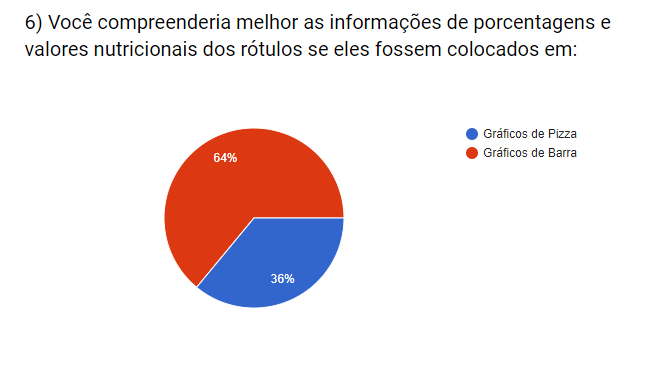 6) Você compreenderia melhor as informações de porcentagens e
valores nutricionais dos rótulos se eles fossem colocados em:
64%
36%
Gráficos de Pizza
Gráficos de Barra